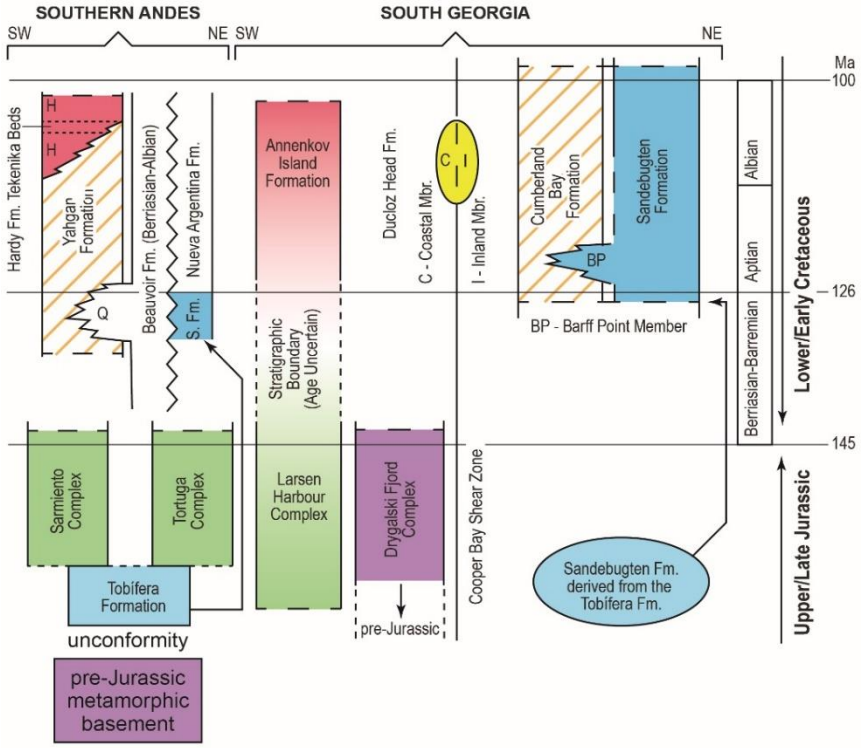 SOUTHERN ANDES
SOUTH GEORGIA
SW
NE
SW
NE
Ma
100
H
H
Hardy Fm. Tekenika Beds
Yahgan
Formation
Q
Beauvoir Fm. (Berriasian-Albian)
Nueva Argentina Fm.
S. Fm.
Annenkov
Island
Formation
Stratigraphic
Boundary
(Age Uncertain)
Larsen
Harbour
Complex
Ducloz Head Fm.
C - Coastal Mbr.
C
I
I - Inland Mbr.
Cumberland
Bay
Formation
BP
Sandebugten
Formation
BP - Barff Point Member
Albian
Aptian
126
Berriasian-Barremian
Lower/Early Cretaceous
145
Sarmiento
Complex
Tortuga
Complex
Drygalski Fjord
Complex
Cooper Bay Shear Zone
Upper/Late Jurassic
Tobífera
Formation
Sandebugten Fm.
derived from the
Tobífera Fm.
unconformity
pre-Jurassic
pre-Jurassic
metamorphic
basement